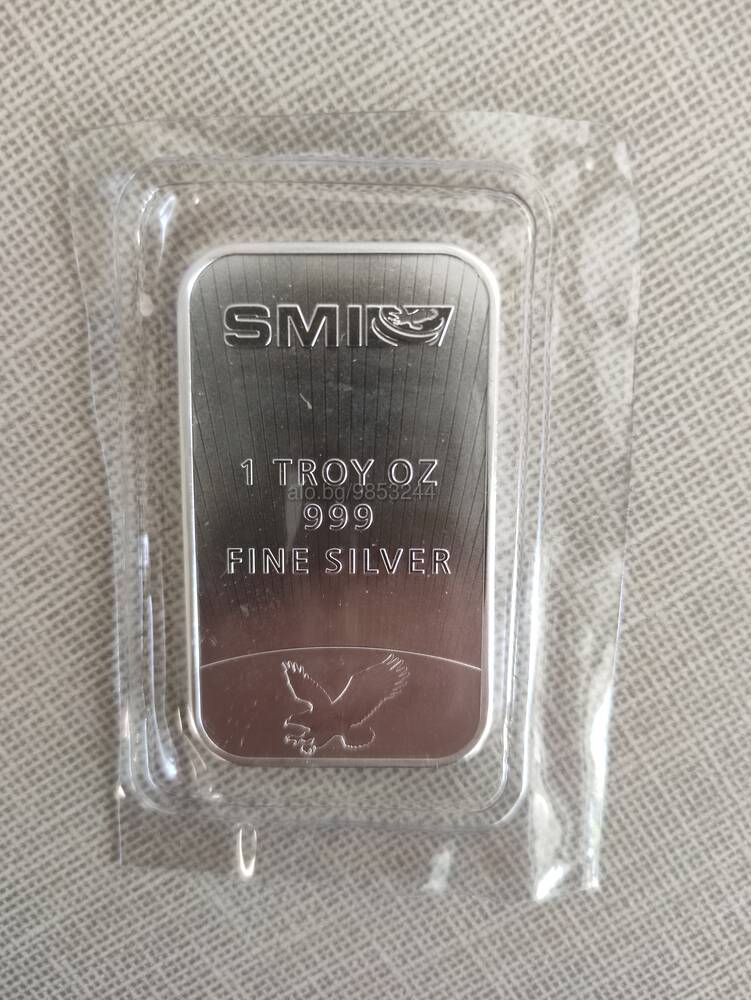 SMI
1 TROY OZ
alo.bg/9853244
999
FINE SILVER